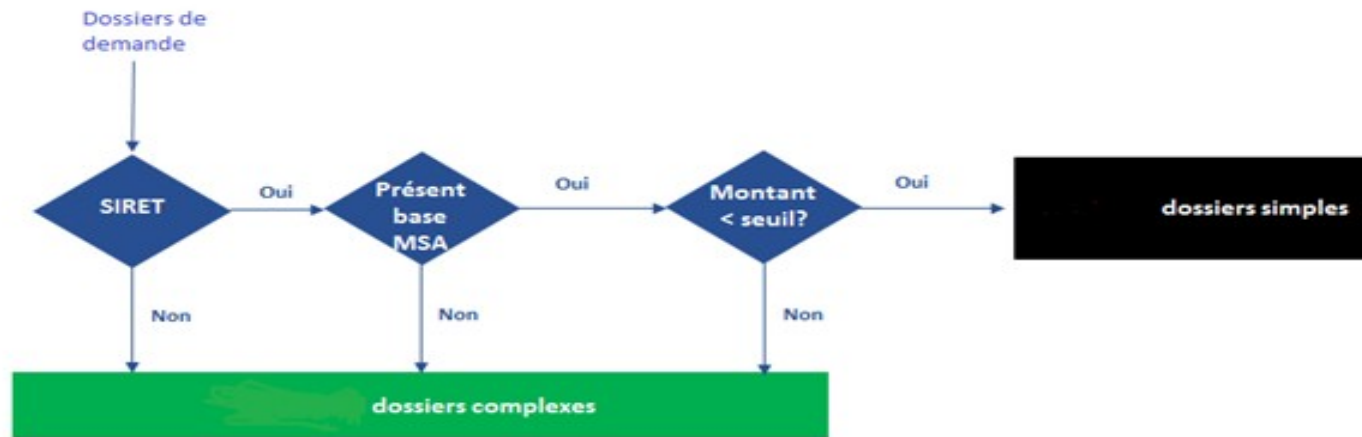 Dossiers de
demande
SIRET
Oui
Présent
base
MSA
Oui
Montant
< seuil?
Oui
dossiers simples
Non
Non
Non
dossiers complexes